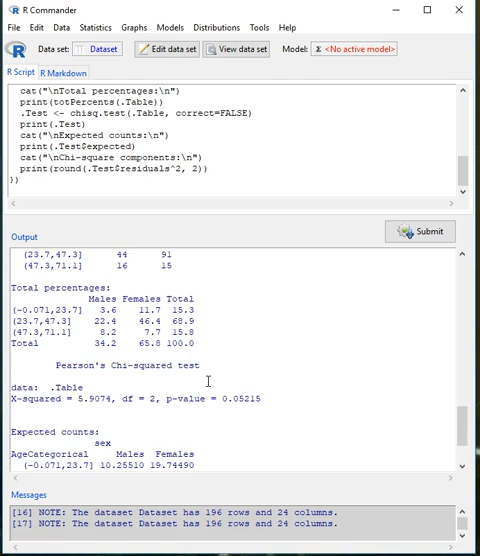 R Commander
File Edit Data Statistics Graphs Models Distributions Tools Help
R Data set: Dataset Edit data set View data set Model: Σ <No active model>
R Script R Markdown
cat("\nTotal percentages:\n")
print(totPercents(.Table))
.Test <- chisq.test(.Table, correct=FALSE)
print(.Test)
cat("\nExpected counts:\n")
print(.Test$expected)
cat("\nChi-square components:\n")
print(round(.Test$residuals^2, 2))
})
Output
Submit
(23.7,47.3] 44 91
(47.3,71.1] 16 15
Total percentages:
Males Females Total
(-0.071,23.7] 3.6 11.7 15.3
(23.7,47.3] 22.4 46.4 68.9
(47.3,71.1] 8.2 7.7 15.8
Total 34.2 65.8 100.0
Pearson's Chi-squared test
data: .Table
X-squared = 5.9074, df = 2, p-value = 0.05215
Expected counts:
sex
AgeCategorical Males Females
(-0.071,23.7] 10.25510 19.74490
Messages
[16] NOTE: The dataset Dataset has 196 rows and 24 columns.
[17] NOTE: The dataset Dataset has 196 rows and 24 columns.